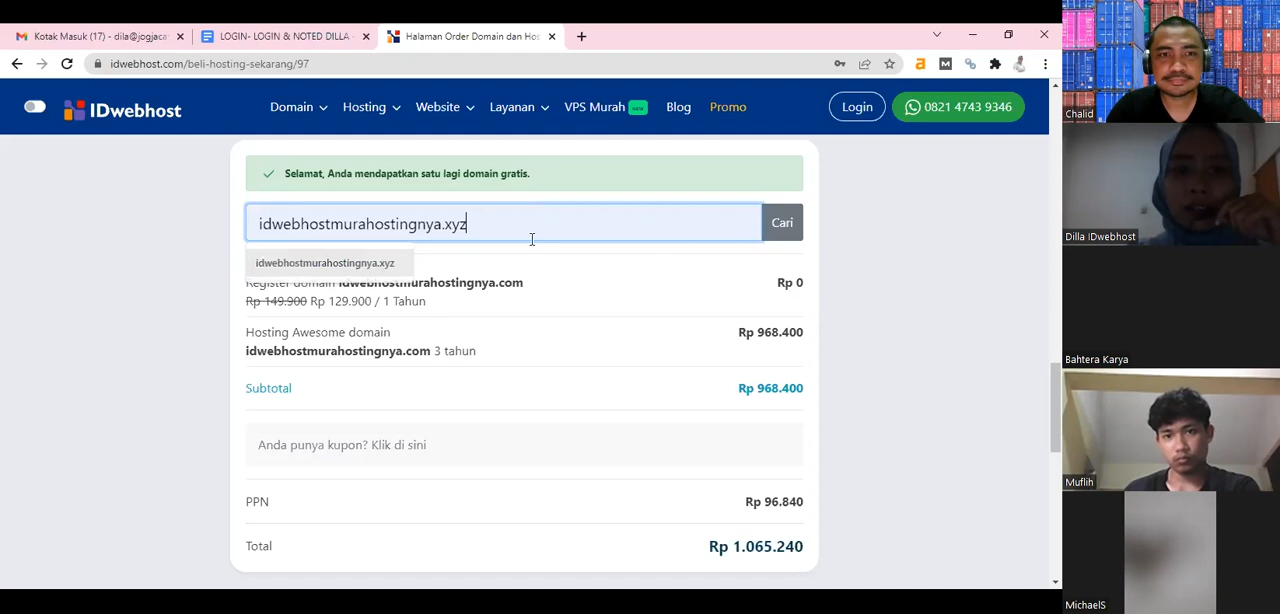 Kotak Masuk (17) - dila@jogjaca
LOGIN- LOGIN & NOTED DILLA -
Halaman Order Domain dan Hos
idwebhost.com/beli-hosting-sekarang/97
IDwebhost
Domain
Hosting
Website
Layanan
VPS Murah
NEW
Blog
Promo
Login
0821 4743 9346
Selamat, Anda mendapatkan satu lagi domain gratis.
idwebhostmurahostingnya.xyz
Cari
idwebhostmurahostingnya.xyz
Register domain idwebhostmurahostingnya.com Rp 0
Rp 149.900 Rp 129.900 / 1 Tahun
Hosting Awesome domain Rp 968.400
idwebhostmurahostingnya.com 3 tahun
Subtotal Rp 968.400
Anda punya kupon? Klik di sini
PPN Rp 96.840
Total Rp 1.065.240
Chalid
Dilla IDwebhost
Bahtera Karya
Muflih
MichaelS